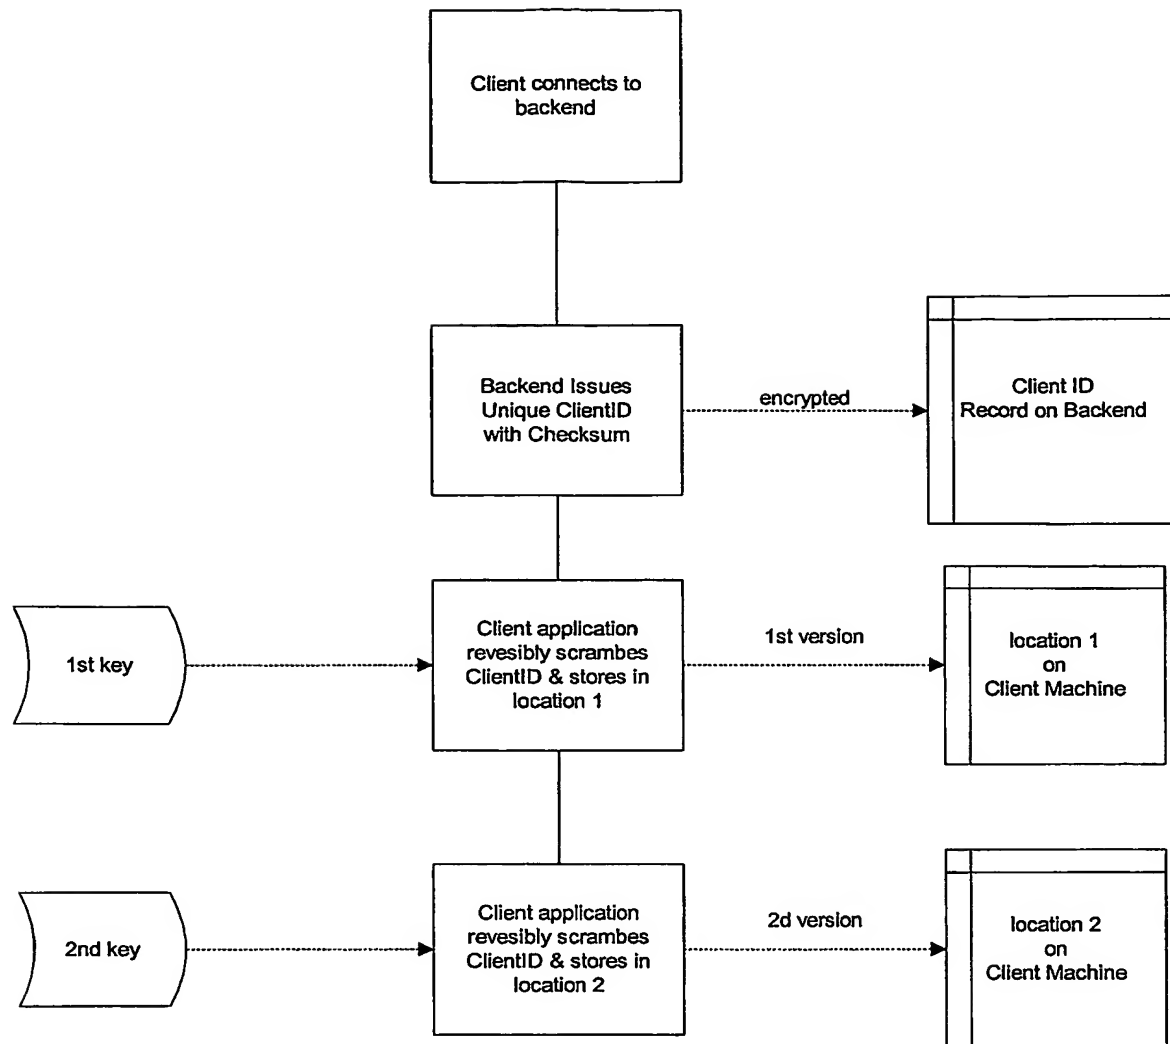 Client connects to
backend
Backend Issues
Unique ClientID
with Checksum
encrypted
Client ID
Record on Backend
1st key
Client application
revesibly scrambes
ClientID & stores in
location 1
1st version
location 1
on
Client Machine
2nd key
Client application
revesibly scrambes
ClientID & stores in
location 2
2d version
location 2
on
Client Machine